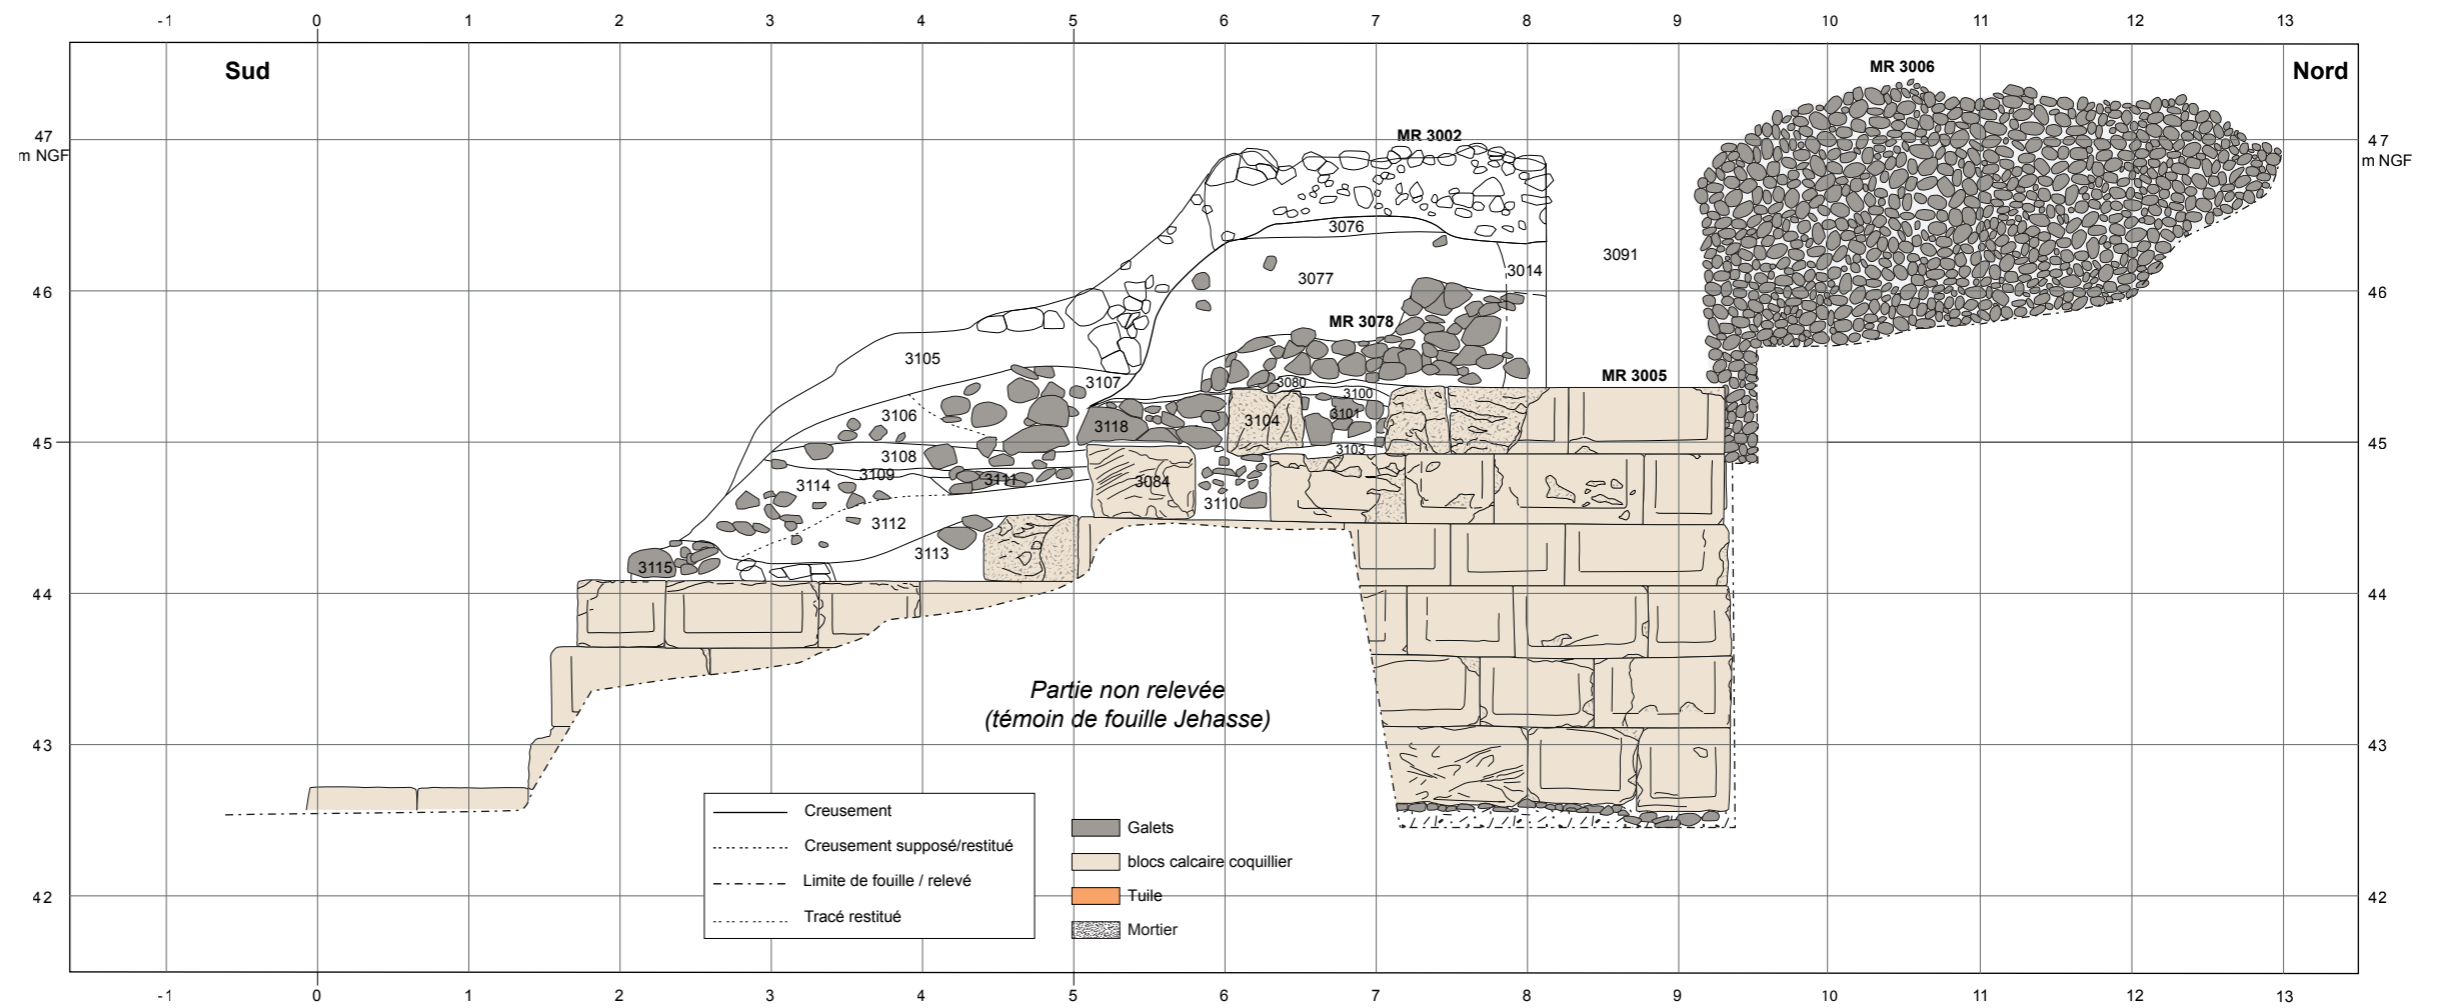 -1 0 1 2 3 4 5 6 7 8 9 10 11 12 13
Sud
Nord
MR 3006
47
m NGF
MR 3002
47
m NGF
3076
3091
3014
3077
46
46
MR 3078
3105
MR 3005
3107
3080
3100
3106
3101
3104
3118
45
45
3103
3108
3109
3111
3084
3114
3110
3112
3113
3115
44
44
Partie non relevée
(témoin de fouille Jehasse)
43
43
Creusement
Creusement supposé/restitué
Limite de fouille / relevé
Tracé restitué
Galets
blocs calcaire coquillier
Tuile
Mortier
42
42
-1 0 1 2 3 4 5 6 7 8 9 10 11 12 13